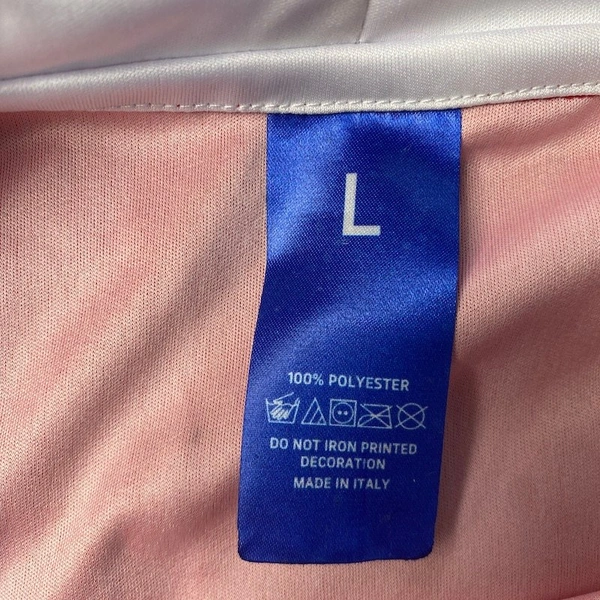 L
100% POLYESTER
DO NOT IRON PRINTED
DECORATION
MADE IN ITALY